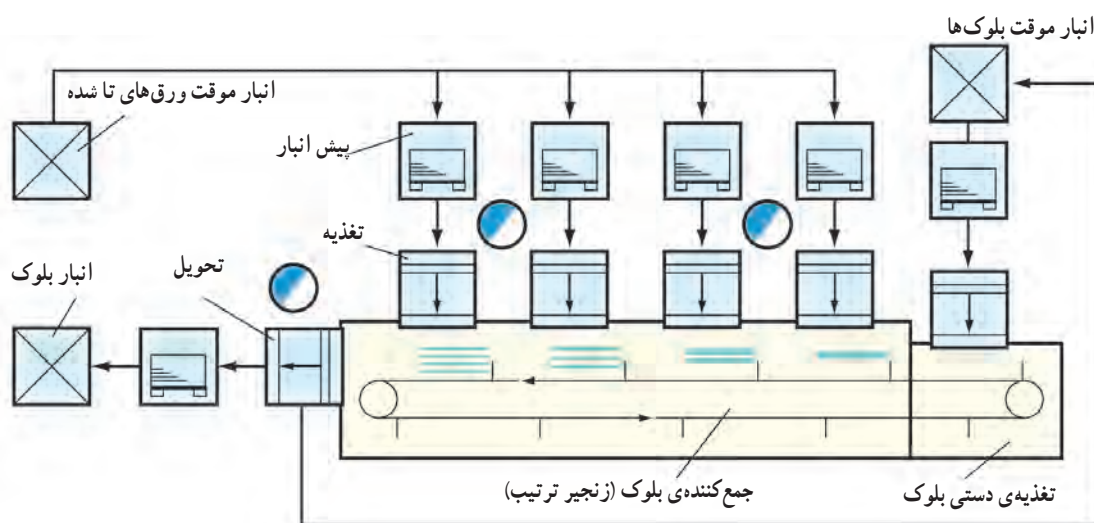 انبار موقت بلوک‌ها
انبار موقت ورق‌های تا شده
پیش انبار
تغذیه
تحویل
انبار بلوک
جمع‌کننده‌ی بلوک (زنجیر ترتیب)
تغذیه‌ی دستی بلوک